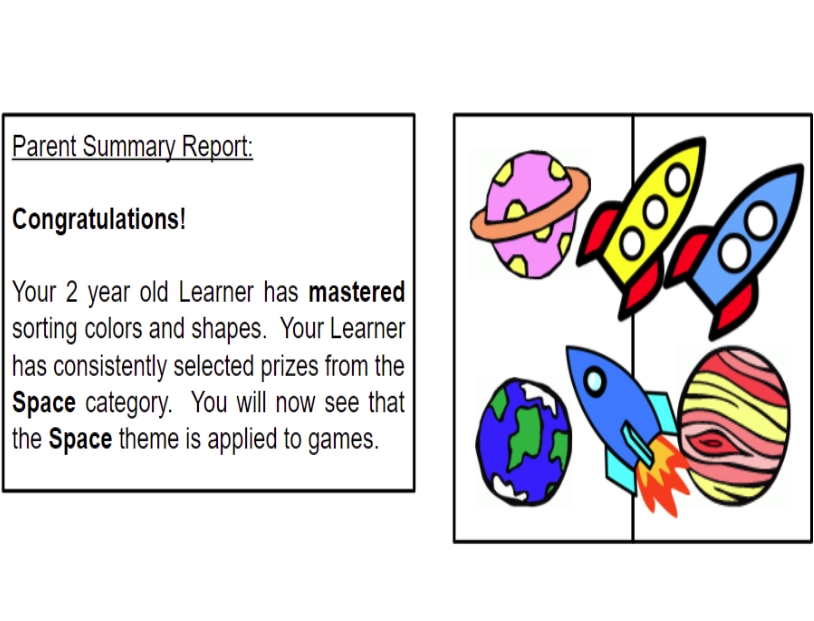 Parent Summary Report:
Congratulations!
Your 2 year old Learner has mastered
sorting colors and shapes. Your Learner
has consistently selected prizes from the
Space category. You will now see that
the Space theme is applied to games.